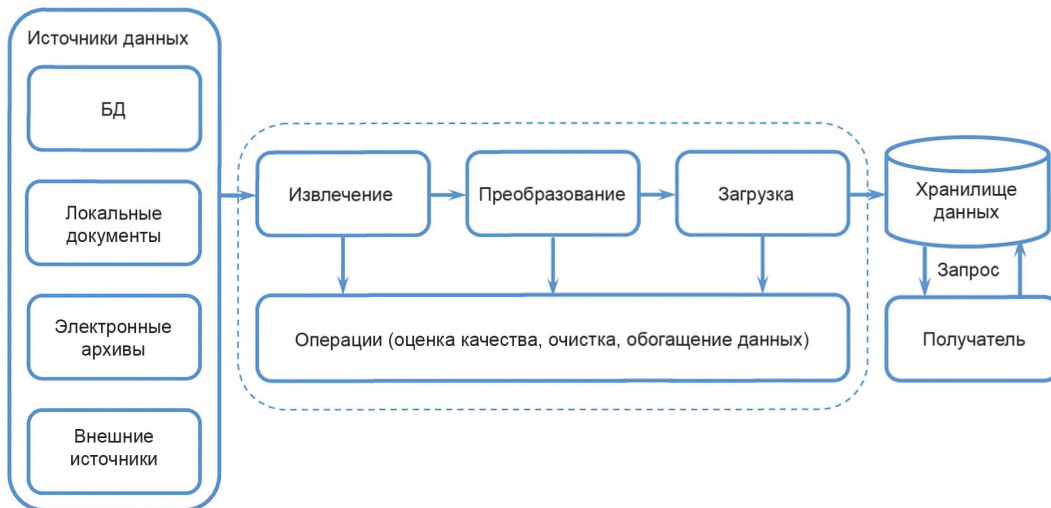 Источники данных
БД
Локальные
документы
Электронные
архивы
Внешние
источники
Извлечение
Преобразование
Загрузка
Операции (оценка качества, очистка, обогащение данных)
Хранилище
данных
Запрос
Получатель